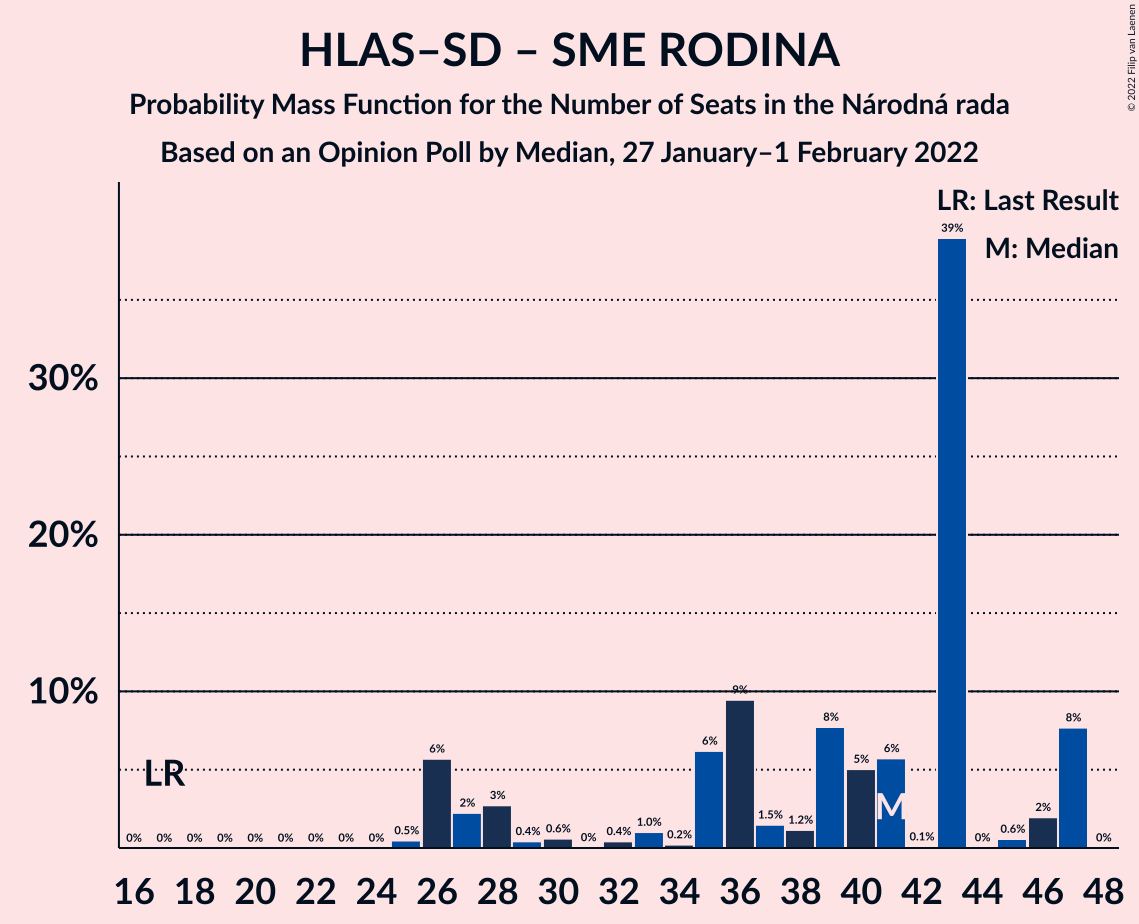 HLAS–SD – SME RODINA
Probability Mass Function for the Number of Seats in the Národná rada
Based on an Opinion Poll by Median, 27 January–1 February 2022
© 2022 Filip van Laenen
LR: Last Result
M: Median
30%
20%
10%
LR
M
0% 0% 0% 0% 0% 0% 0% 0% 0% 0.5% 6% 2% 3% 0.4% 0.6% 0% 0.4% 1.0% 0.2% 6% 9% 1.5% 1.2% 8% 5% 6% 0.1% 39% 0% 0.6% 2% 8% 0%
16 18 20 22 24 26 28 30 32 34 36 38 40 42 44 46 48